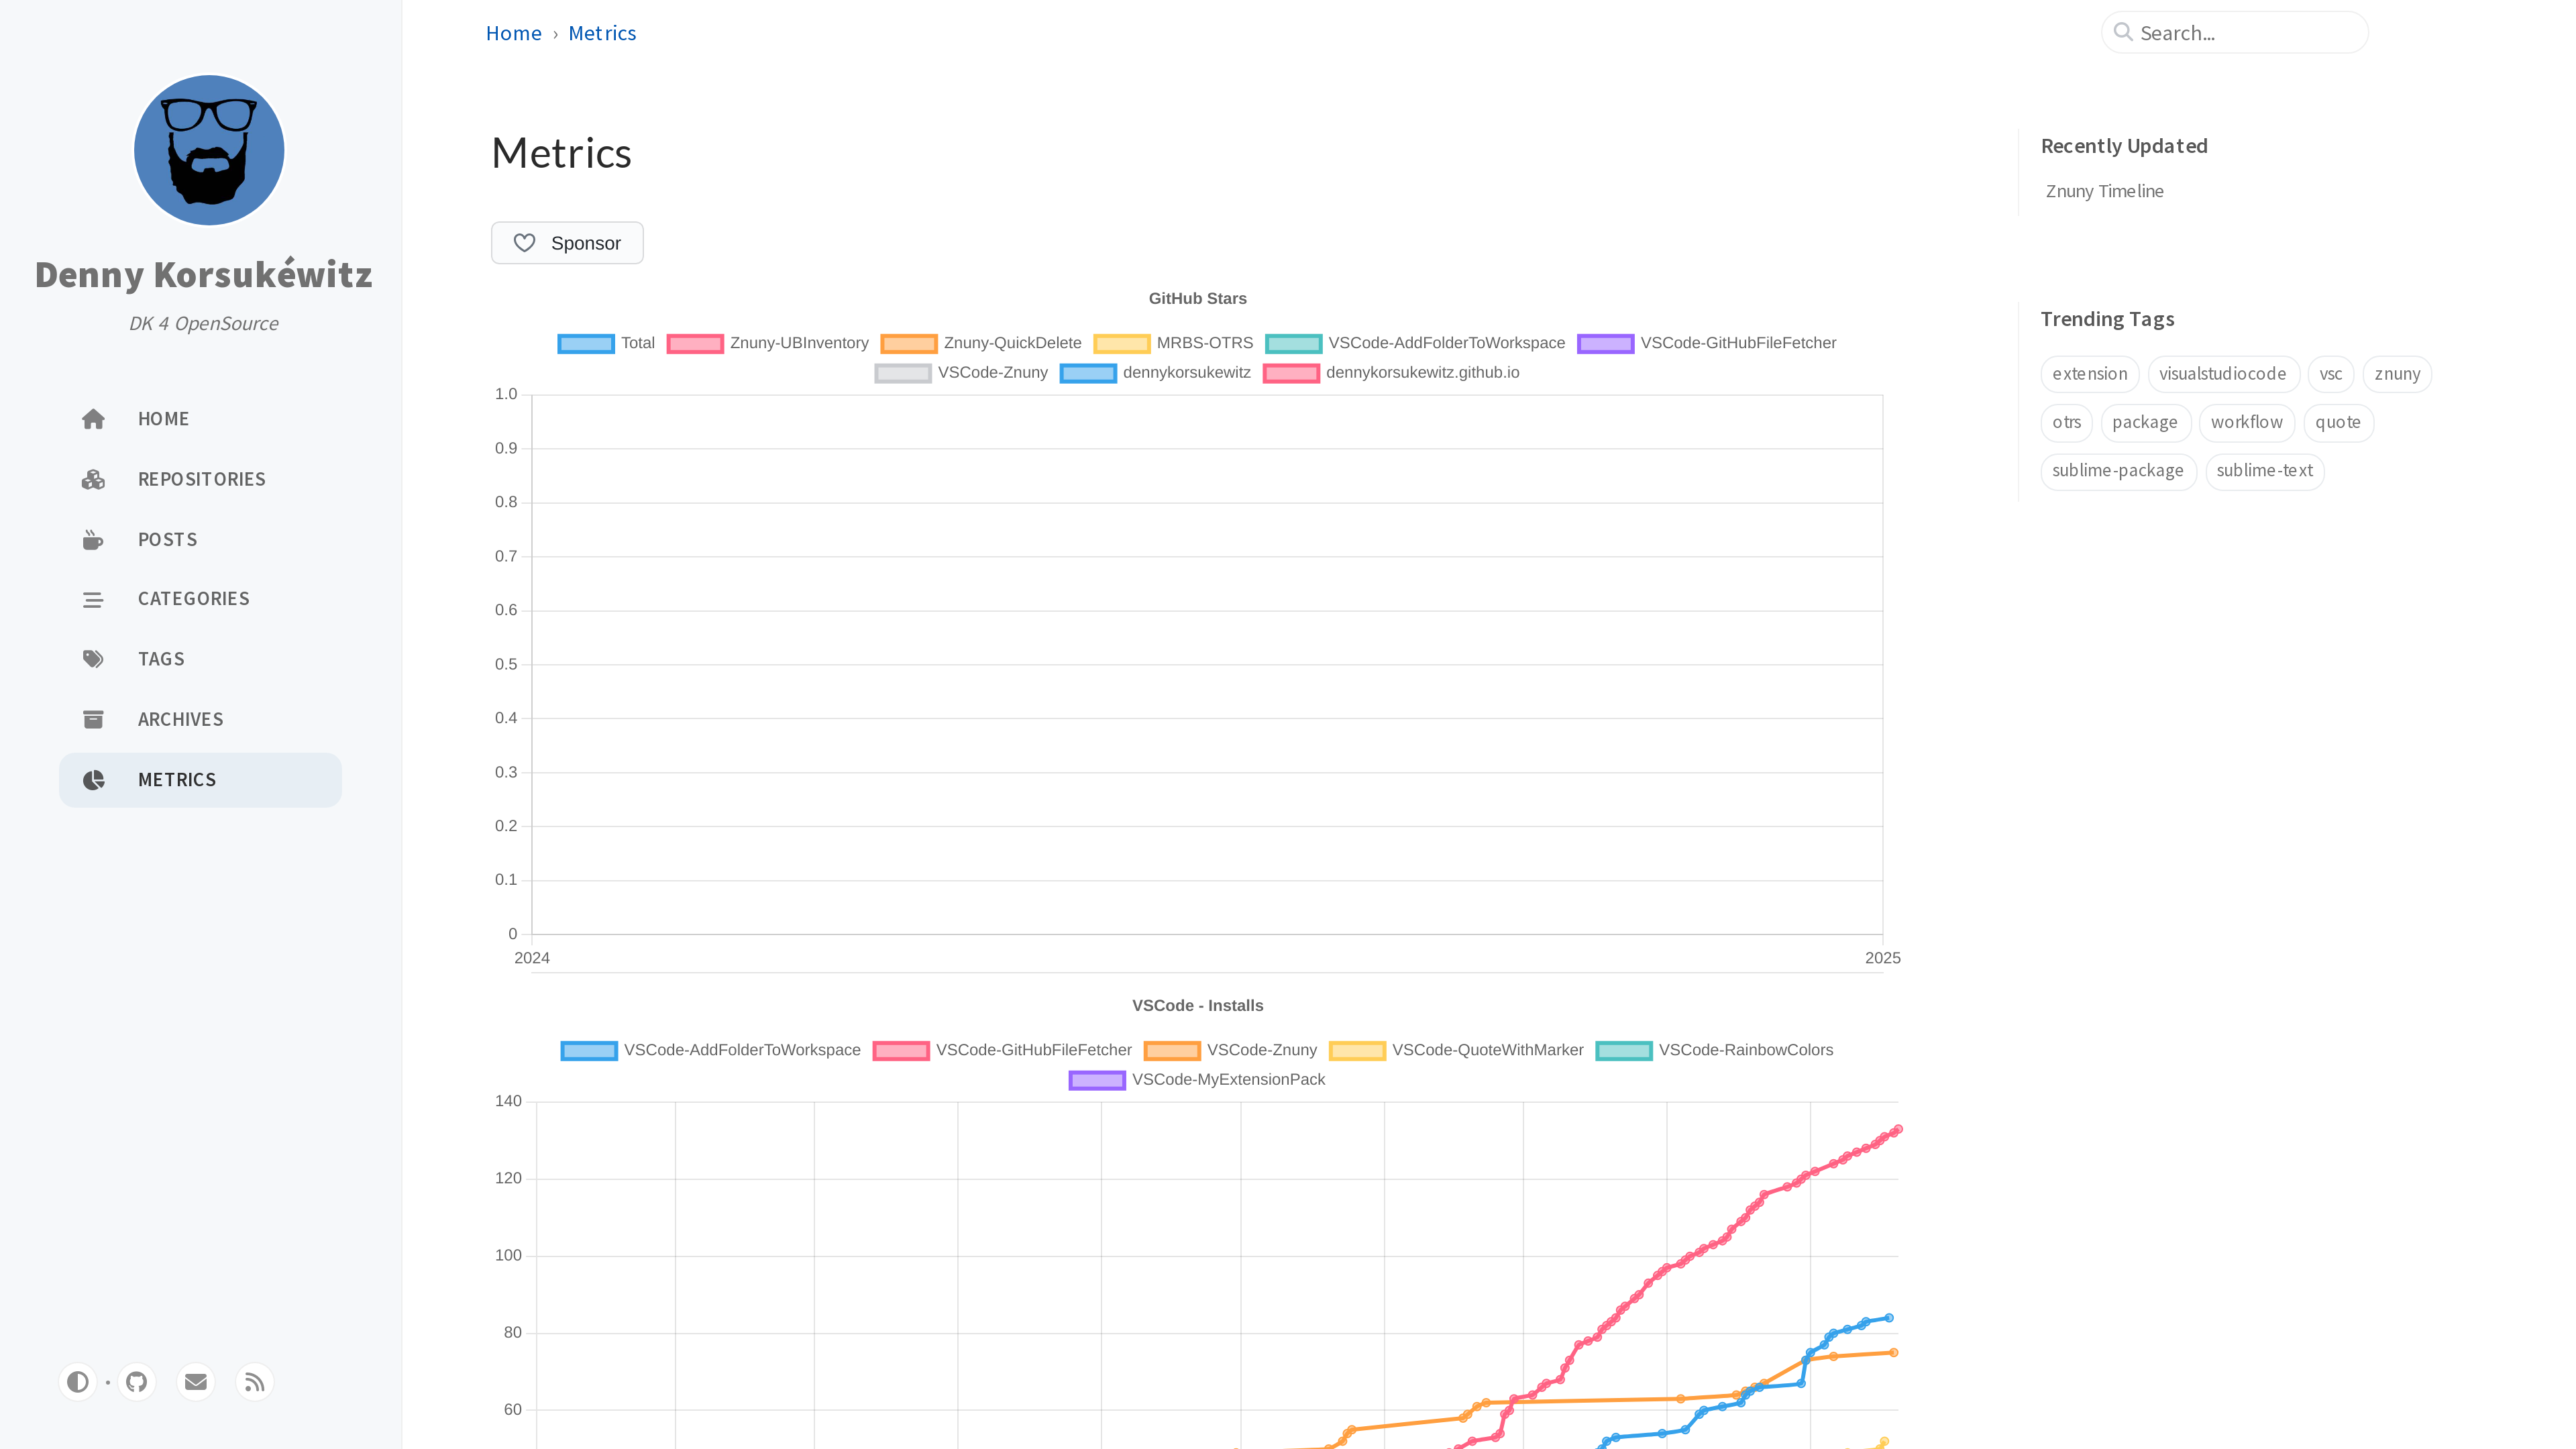 Home › Metrics
Search...
Denny Korsukéwitz
DK 4 OpenSource
HOME
REPOSITORIES
POSTS
CATEGORIES
TAGS
ARCHIVES
METRICS
Metrics
Sponsor
GitHub Stars
Total Znuny-UBInventory Znuny-QuickDelete MRBS-OTRS VSCode-AddFolderToWorkspace VSCode-GitHubFileFetcher
VSCode-Znuny dennykorsukewitz dennykorsukewitz.github.io
1.0
0.9
0.8
0.7
0.6
0.5
0.4
0.3
0.2
0.1
0
2024 2025
VSCode - Installs
VSCode-AddFolderToWorkspace VSCode-GitHubFileFetcher VSCode-Znuny VSCode-QuoteWithMarker VSCode-RainbowColors
VSCode-MyExtensionPack
140
120
100
80
60
Recently Updated
Znuny Timeline
Trending Tags
extension visualstudiocode vsc znuny
otrs package workflow quote
sublime-package sublime-text